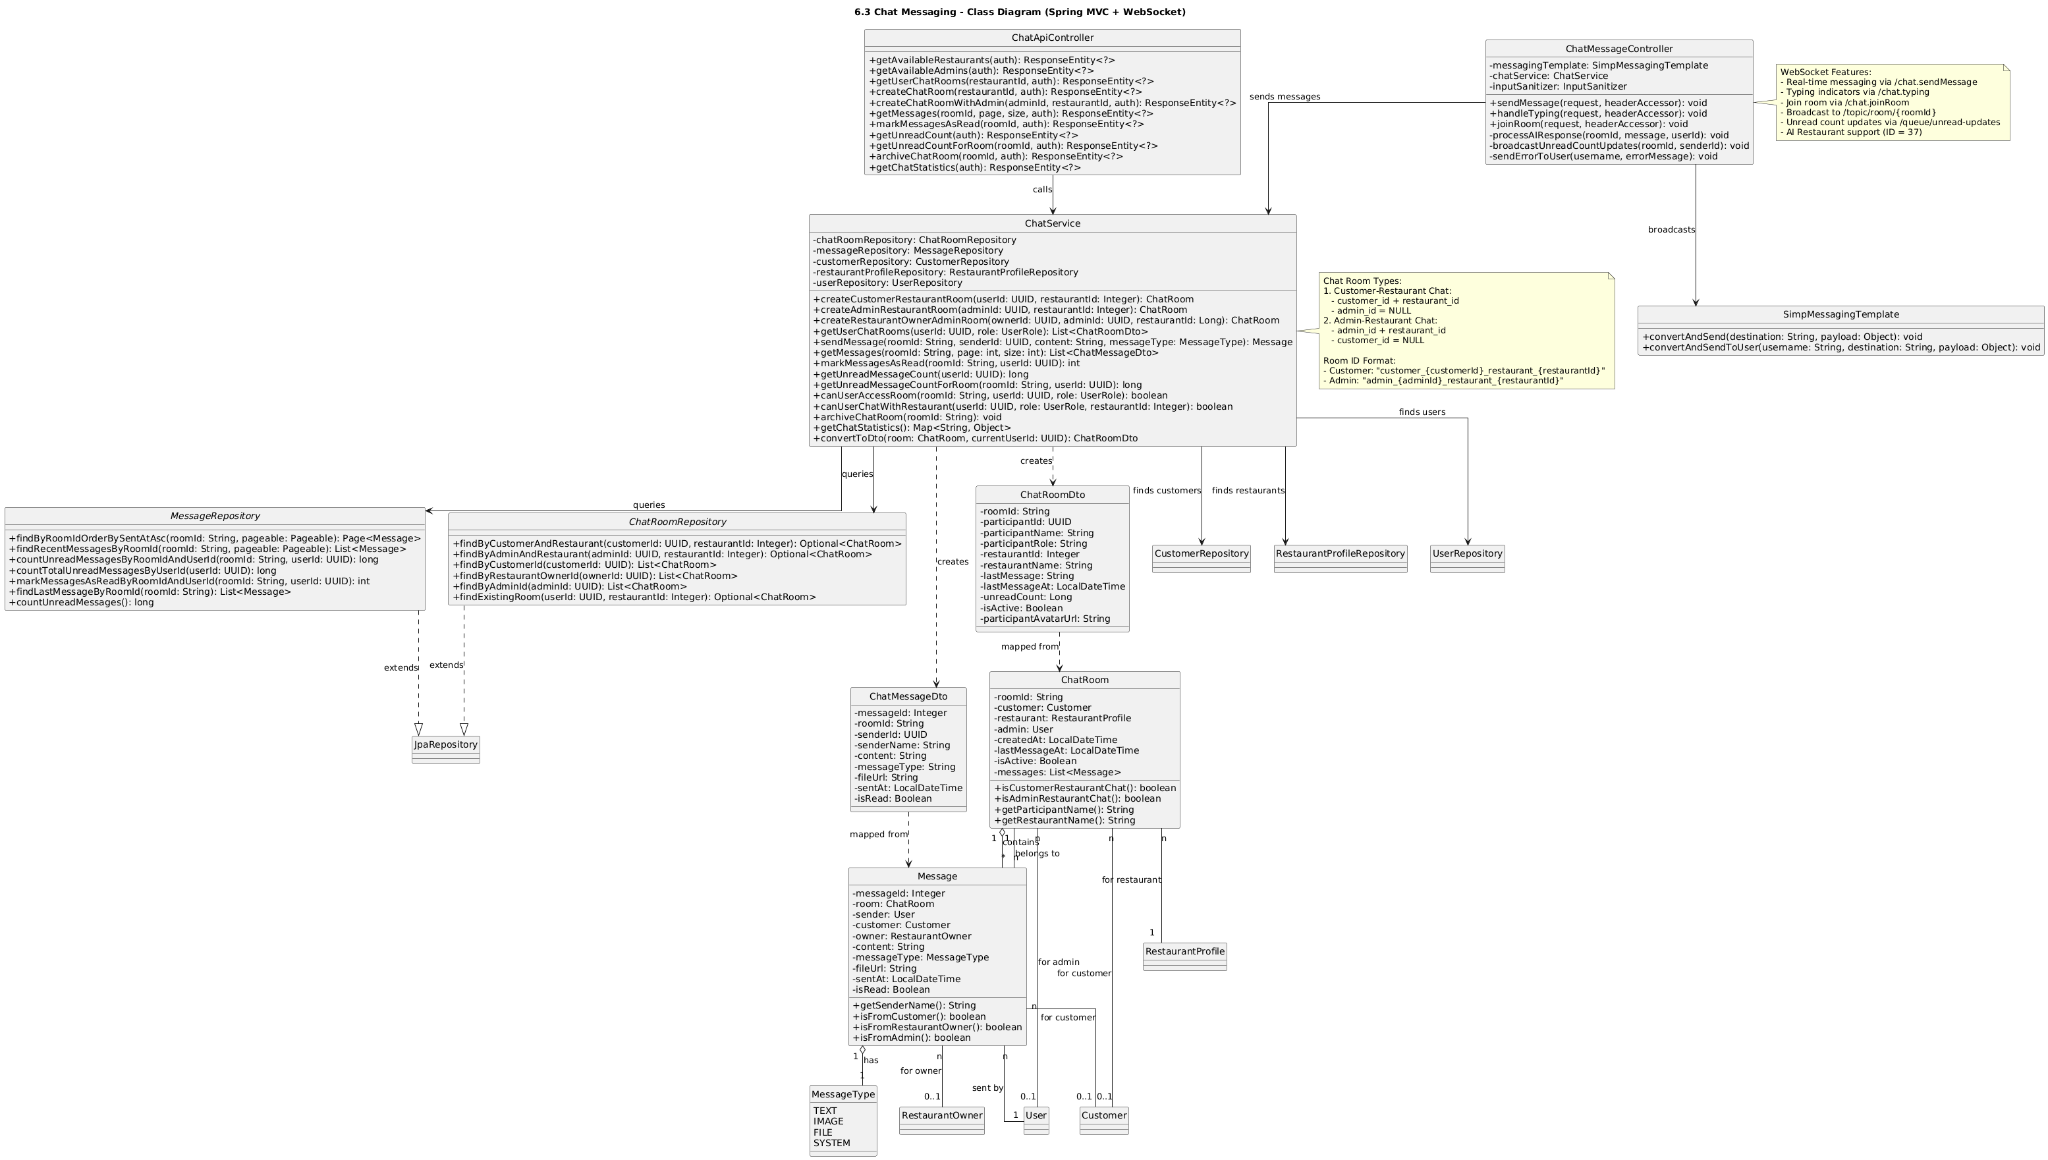 6.3 Chat Messaging - Class Diagram (Spring MVC + WebSocket)
ChatApiController
+getAvailableRestaurants(auth): ResponseEntity<?>
+getAvailableAdmins(auth): ResponseEntity<?>
+getUserChatRooms(restaurantId, auth): ResponseEntity<?>
+createChatRoom(restaurantId, auth): ResponseEntity<?>
+createChatRoomWithAdmin(adminId, restaurantId, auth): ResponseEntity<?>
+getMessages(roomId, page, size, auth): ResponseEntity<?>
+markMessagesAsRead(roomId, auth): ResponseEntity<?>
+getUnreadCount(auth): ResponseEntity<?>
+getUnreadCountForRoom(roomId, auth): ResponseEntity<?>
+archiveChatRoom(roomId, auth): ResponseEntity<?>
+getChatStatistics(auth): ResponseEntity<?>
ChatMessageController
-messagingTemplate: SimpMessagingTemplate
-chatService: ChatService
-inputSanitizer: InputSanitizer
+sendMessage(request, headerAccessor): void
+handleTyping(request, headerAccessor): void
+joinRoom(request, headerAccessor): void
-processAIResponse(roomId, message, userId): void
-broadcastUnreadCountUpdates(roomId, senderId): void
-sendErrorToUser(username, errorMessage): void
WebSocket Features:
- Real-time messaging via /chat.sendMessage
- Typing indicators via /chat.typing
- Join room via /chat.joinRoom
- Broadcast to /topic/room/{roomId}
- Unread count updates via /queue/unread-updates
- AI Restaurant support (ID = 37)
sends messages
calls
broadcasts
ChatService
-chatRoomRepository: ChatRoomRepository
-messageRepository: MessageRepository
-customerRepository: CustomerRepository
-restaurantProfileRepository: RestaurantProfileRepository
-userRepository: UserRepository
+createCustomerRestaurantRoom(userId: UUID, restaurantId: Integer): ChatRoom
+createAdminRestaurantRoom(adminId: UUID, restaurantId: Integer): ChatRoom
+createRestaurantOwnerAdminRoom(ownerId: UUID, adminId: UUID, restaurantId: Long): ChatRoom
+getUserChatRooms(userId: UUID, role: UserRole): List<ChatRoomDto>
+sendMessage(roomId: String, senderId: UUID, content: String, messageType: MessageType): Message
+getMessages(roomId: String, page: int, size: int): List<ChatMessageDto>
+markMessagesAsRead(roomId: String, userId: UUID): int
+getUnreadMessageCount(userId: UUID): long
+getUnreadMessageCountForRoom(roomId: String, userId: UUID): long
+canUserAccessRoom(roomId: String, userId: UUID, role: UserRole): boolean
+canUserChatWithRestaurant(userId: UUID, role: UserRole, restaurantId: Integer): boolean
+archiveChatRoom(roomId: String): void
+getChatStatistics(): Map<String, Object>
+convertToDto(room: ChatRoom, currentUserId: UUID): ChatRoomDto
Chat Room Types:
1. Customer-Restaurant Chat:
- customer_id + restaurant_id
- admin_id = NULL
2. Admin-Restaurant Chat:
- admin_id + restaurant_id
- customer_id = NULL
Room ID Format:
- Customer: "customer_{customerId}_restaurant_{restaurantId}"
- Admin: "admin_{adminId}_restaurant_{restaurantId}"
SimpMessagingTemplate
+convertAndSend(destination: String, payload: Object): void
+convertAndSendToUser(username: String, destination: String, payload: Object): void
queries
queries
creates
creates
finds customers
finds restaurants
finds users
MessageRepository
+findByRoomIdOrderBySentAtAsc(roomId: String, pageable: Pageable): Page<Message>
+findRecentMessagesByRoomId(roomId: String, pageable: Pageable): List<Message>
+countUnreadMessagesByRoomIdAndUserId(roomId: String, userId: UUID): long
+countTotalUnreadMessagesByUserId(userId: UUID): long
+markMessagesAsReadByRoomIdAndUserId(roomId: String, userId: UUID): int
+findLastMessageByRoomId(roomId: String): List<Message>
+countUnreadMessages(): long
ChatRoomRepository
+findByCustomerAndRestaurant(customerId: UUID, restaurantId: Integer): Optional<ChatRoom>
+findByAdminAndRestaurant(adminId: UUID, restaurantId: Integer): Optional<ChatRoom>
+findByCustomerId(customerId: UUID): List<ChatRoom>
+findByRestaurantOwnerId(ownerId: UUID): List<ChatRoom>
+findByAdminId(adminId: UUID): List<ChatRoom>
+findExistingRoom(userId: UUID, restaurantId: Integer): Optional<ChatRoom>
ChatRoomDto
-roomId: String
-participantId: UUID
-participantName: String
-participantRole: String
-restaurantId: Integer
-restaurantName: String
-lastMessage: String
-lastMessageAt: LocalDateTime
-unreadCount: Long
-isActive: Boolean
-participantAvatarUrl: String
CustomerRepository
RestaurantProfileRepository
UserRepository
extends
extends
mapped from
JpaRepository
ChatMessageDto
-messageId: Integer
-roomId: String
-senderId: UUID
-senderName: String
-content: String
-messageType: String
-fileUrl: String
-sentAt: LocalDateTime
-isRead: Boolean
ChatRoom
-roomId: String
-customer: Customer
-restaurant: RestaurantProfile
-admin: User
-createdAt: LocalDateTime
-lastMessageAt: LocalDateTime
-isActive: Boolean
-messages: List<Message>
+isCustomerRestaurantChat(): boolean
+isAdminRestaurantChat(): boolean
+getParticipantName(): String
+getRestaurantName(): String
mapped from
1
1
n
n
n
contains
belongs to
*
n
for restaurant
1
Message
-messageId: Integer
-room: ChatRoom
-sender: User
-customer: Customer
-owner: RestaurantOwner
-content: String
-messageType: MessageType
-fileUrl: String
-sentAt: LocalDateTime
-isRead: Boolean
+getSenderName(): String
+isFromCustomer(): boolean
+isFromRestaurantOwner(): boolean
+isFromAdmin(): boolean
RestaurantProfile
for admin
for customer
n
for customer
1
has
1
n
for owner
0..1
n
sent by
1
0..1
0..1
0..1
MessageType
TEXT
IMAGE
FILE
SYSTEM
RestaurantOwner
User
Customer